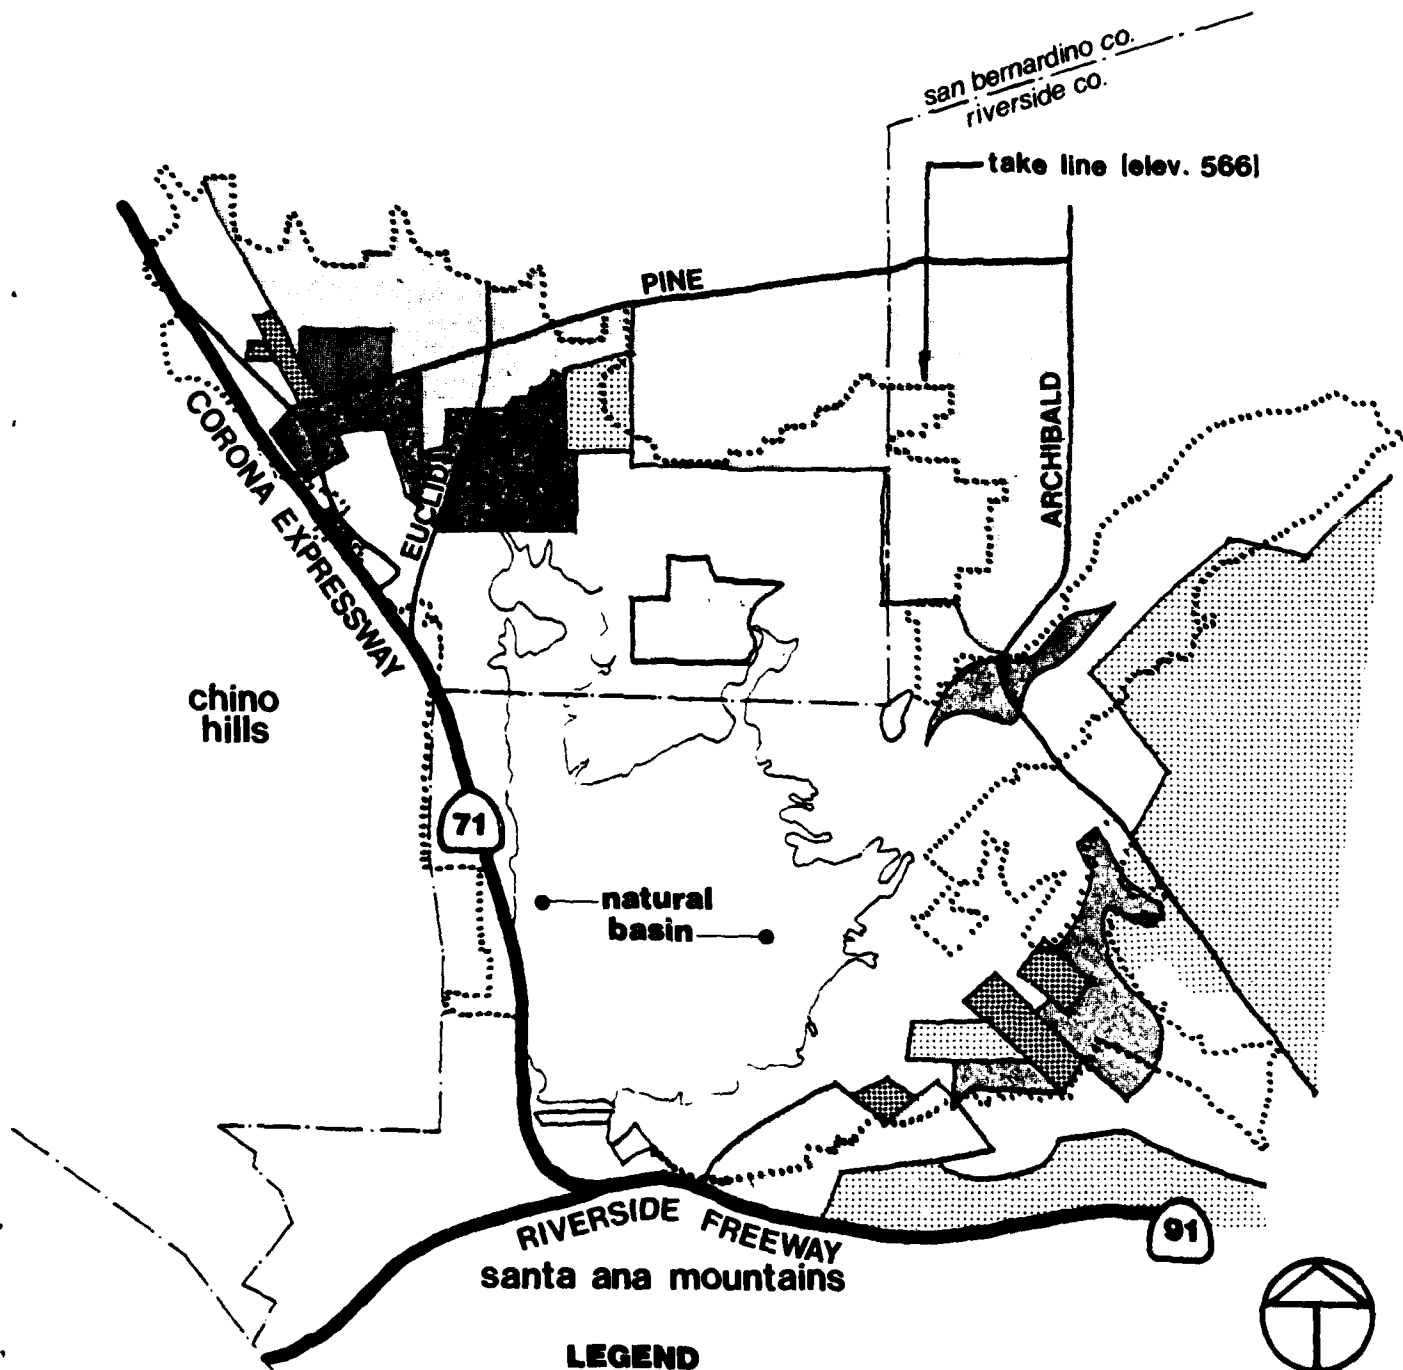 san bernardino co.
riverside co.
take line [elev. 566]
PINE
ARCHIBALD
EUCLID
CORONA EXPRESSWAY
chino
hills
71
natural
basin
RIVERSIDE FREEWAY
91
santa ana mountains
LEGEND